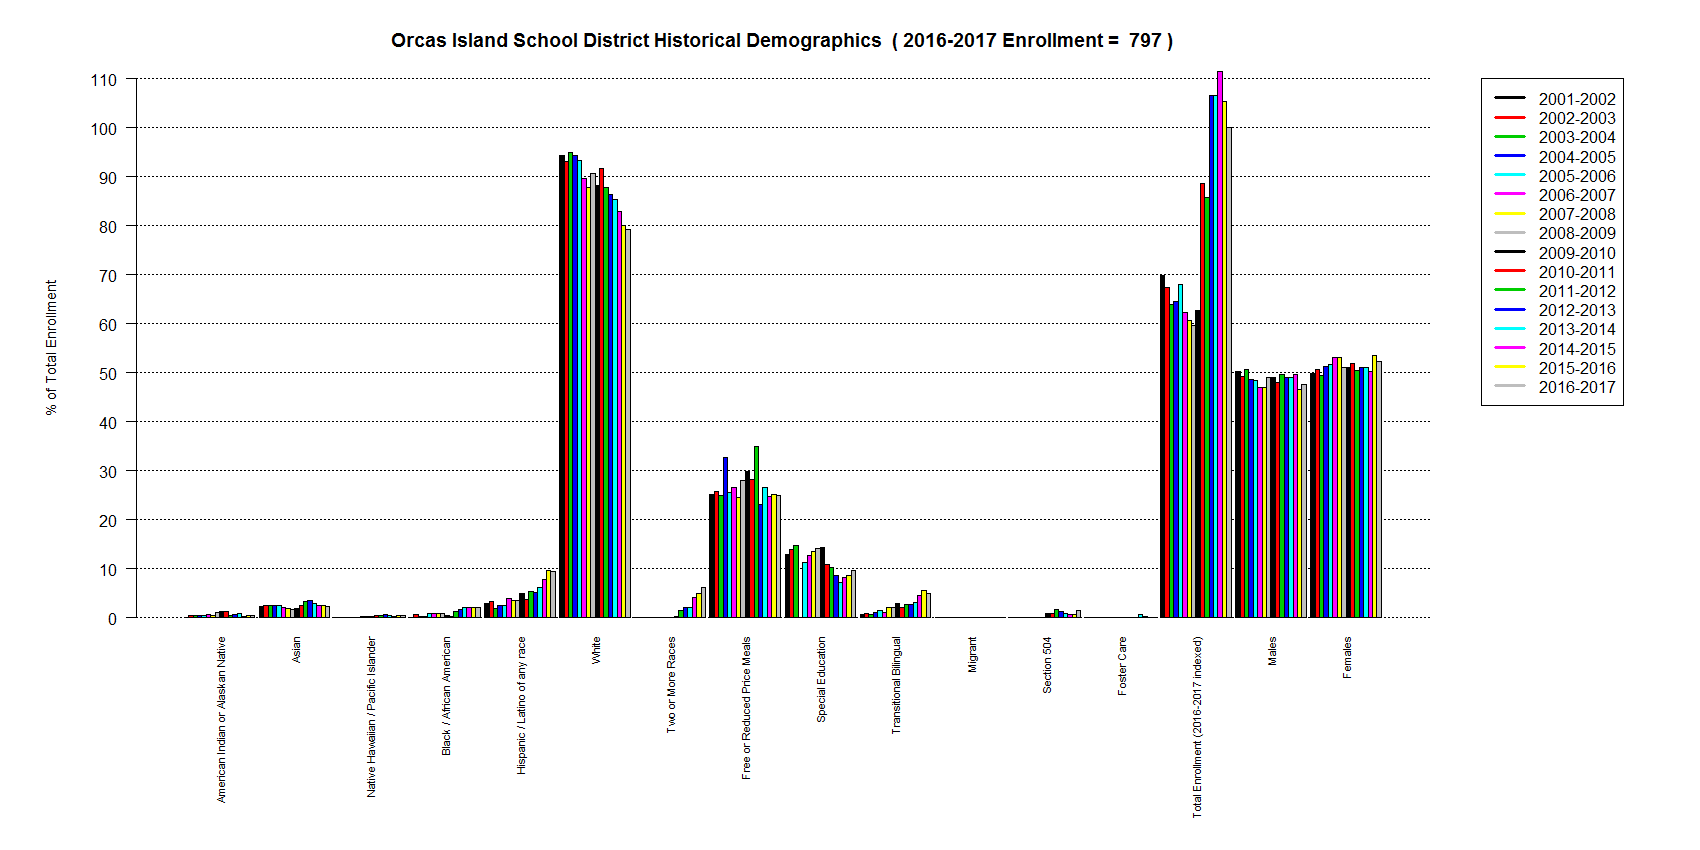 Orcas Island School District Historical Demographics ( 2016-2017 Enrollment = 797 )
% of Total Enrollment
110
100
90
80
70
60
50
40
30
20
10
0
American Indian or Alaskan Native
Asian
Native Hawaiian / Pacific Islander
Black / African American
Hispanic / Latino of any race
White
Two or More Races
Free or Reduced Price Meals
Special Education
Transitional Bilingual
Migrant
Section 504
Foster Care
Total Enrollment (2016-2017 indexed)
Males
Females
2001-2002
2002-2003
2003-2004
2004-2005
2005-2006
2006-2007
2007-2008
2008-2009
2009-2010
2010-2011
2011-2012
2012-2013
2013-2014
2014-2015
2015-2016
2016-2017